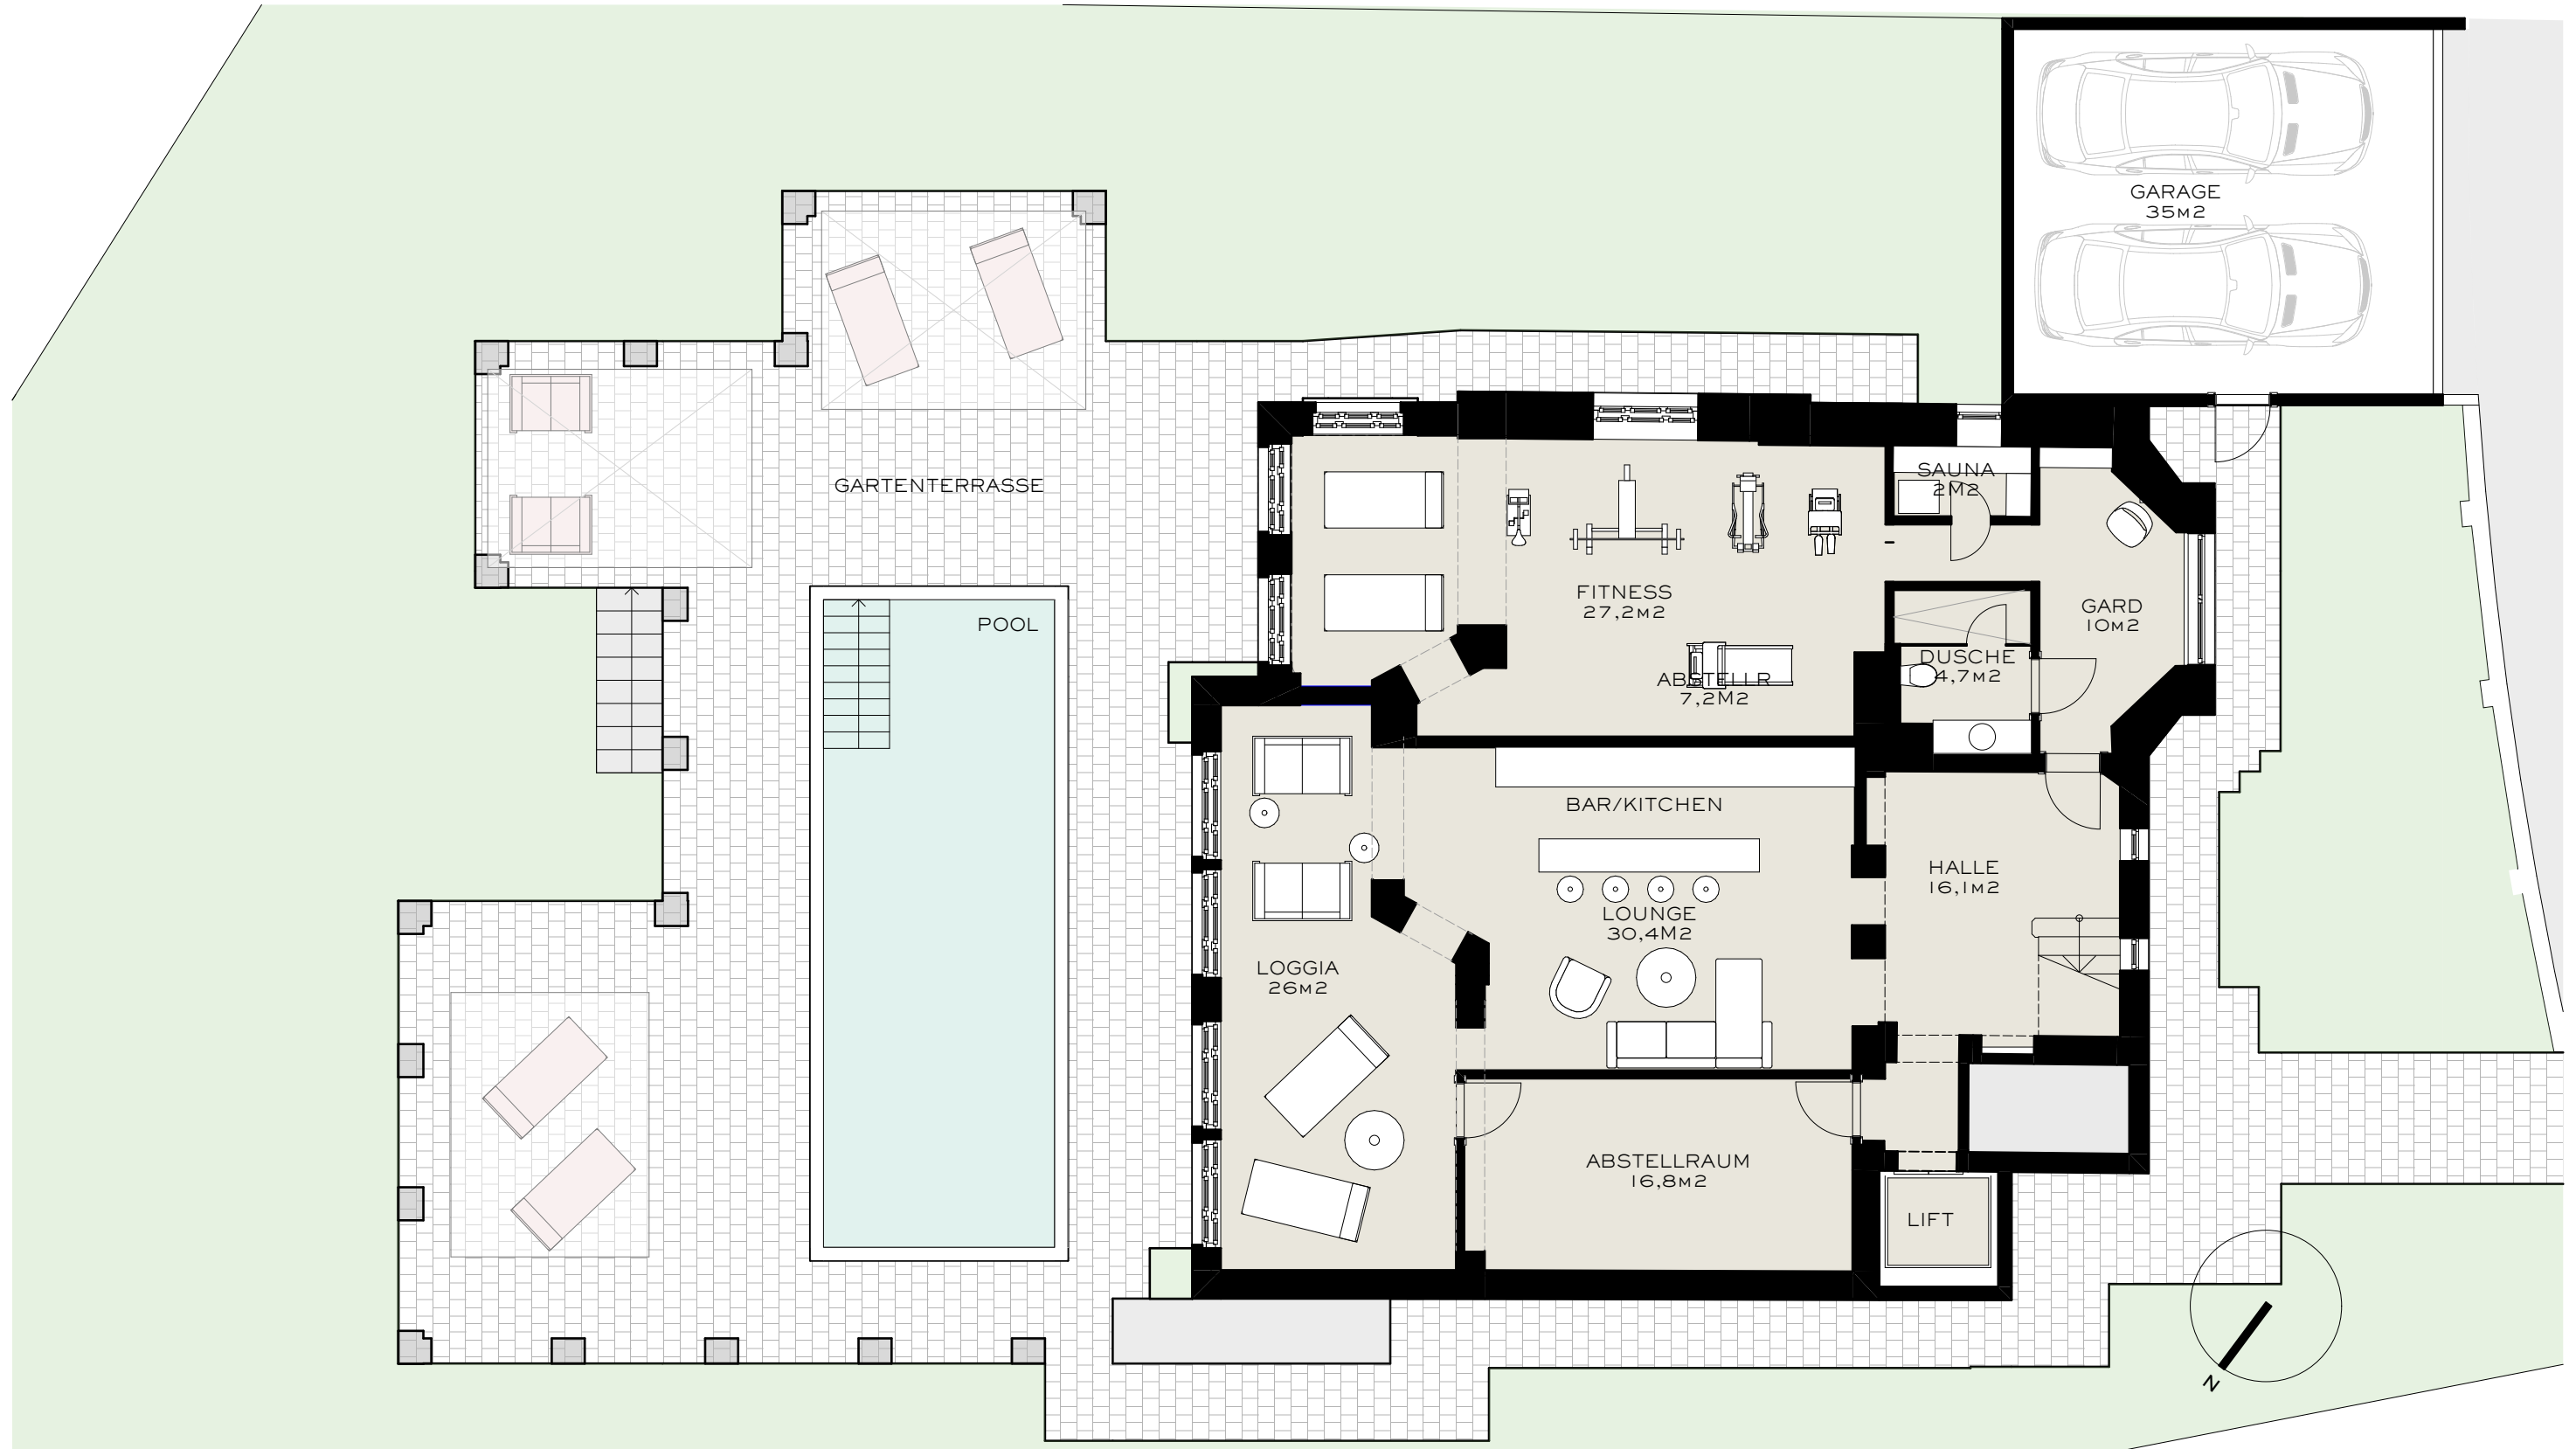 GARAGE
35M2
SAUNA
2M2
GARTENTERRASSE
FITNESS
27,2M2
GARD
10M2
POOL
DUSCHE
4,7M2
ABSTELLR
7,2M2
BAR/KITCHEN
HALLE
16,1M2
LOUNGE
30,4M2
LOGGIA
26M2
ABSTELLRAUM
16,8M2
LIFT
N